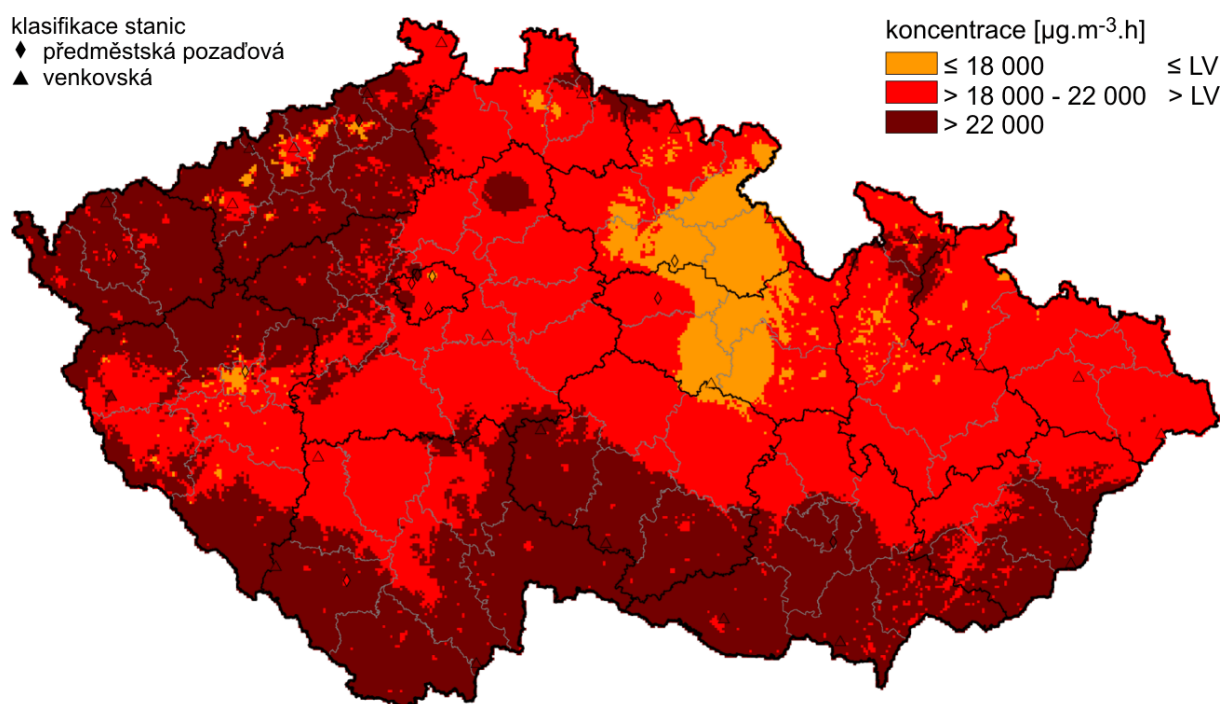 klasifikace stanic
předměstská pozaďová
venkovská
koncentrace [µg.m⁻³.h]
≤ 18 000 ≤ LV
> 18 000 - 22 000 > LV
> 22 000